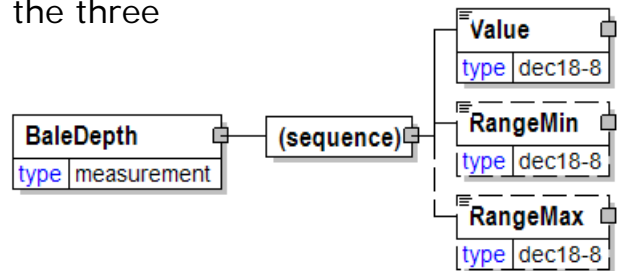 the three
Value
type dec18-8
BaleDepth
type measurement
(sequence)
RangeMin
type dec18-8
RangeMax
type dec18-8